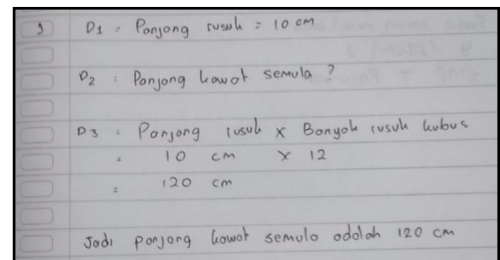 9 D1 = Panjang rusuk = 10 cm
D2 : Panjang kawat semula ?
D3 : Panjang rusuk x Banyak rusuk kubus
= 10 cm x 12
= 120 cm
Jadi panjang kawat semula adalah 120 cm